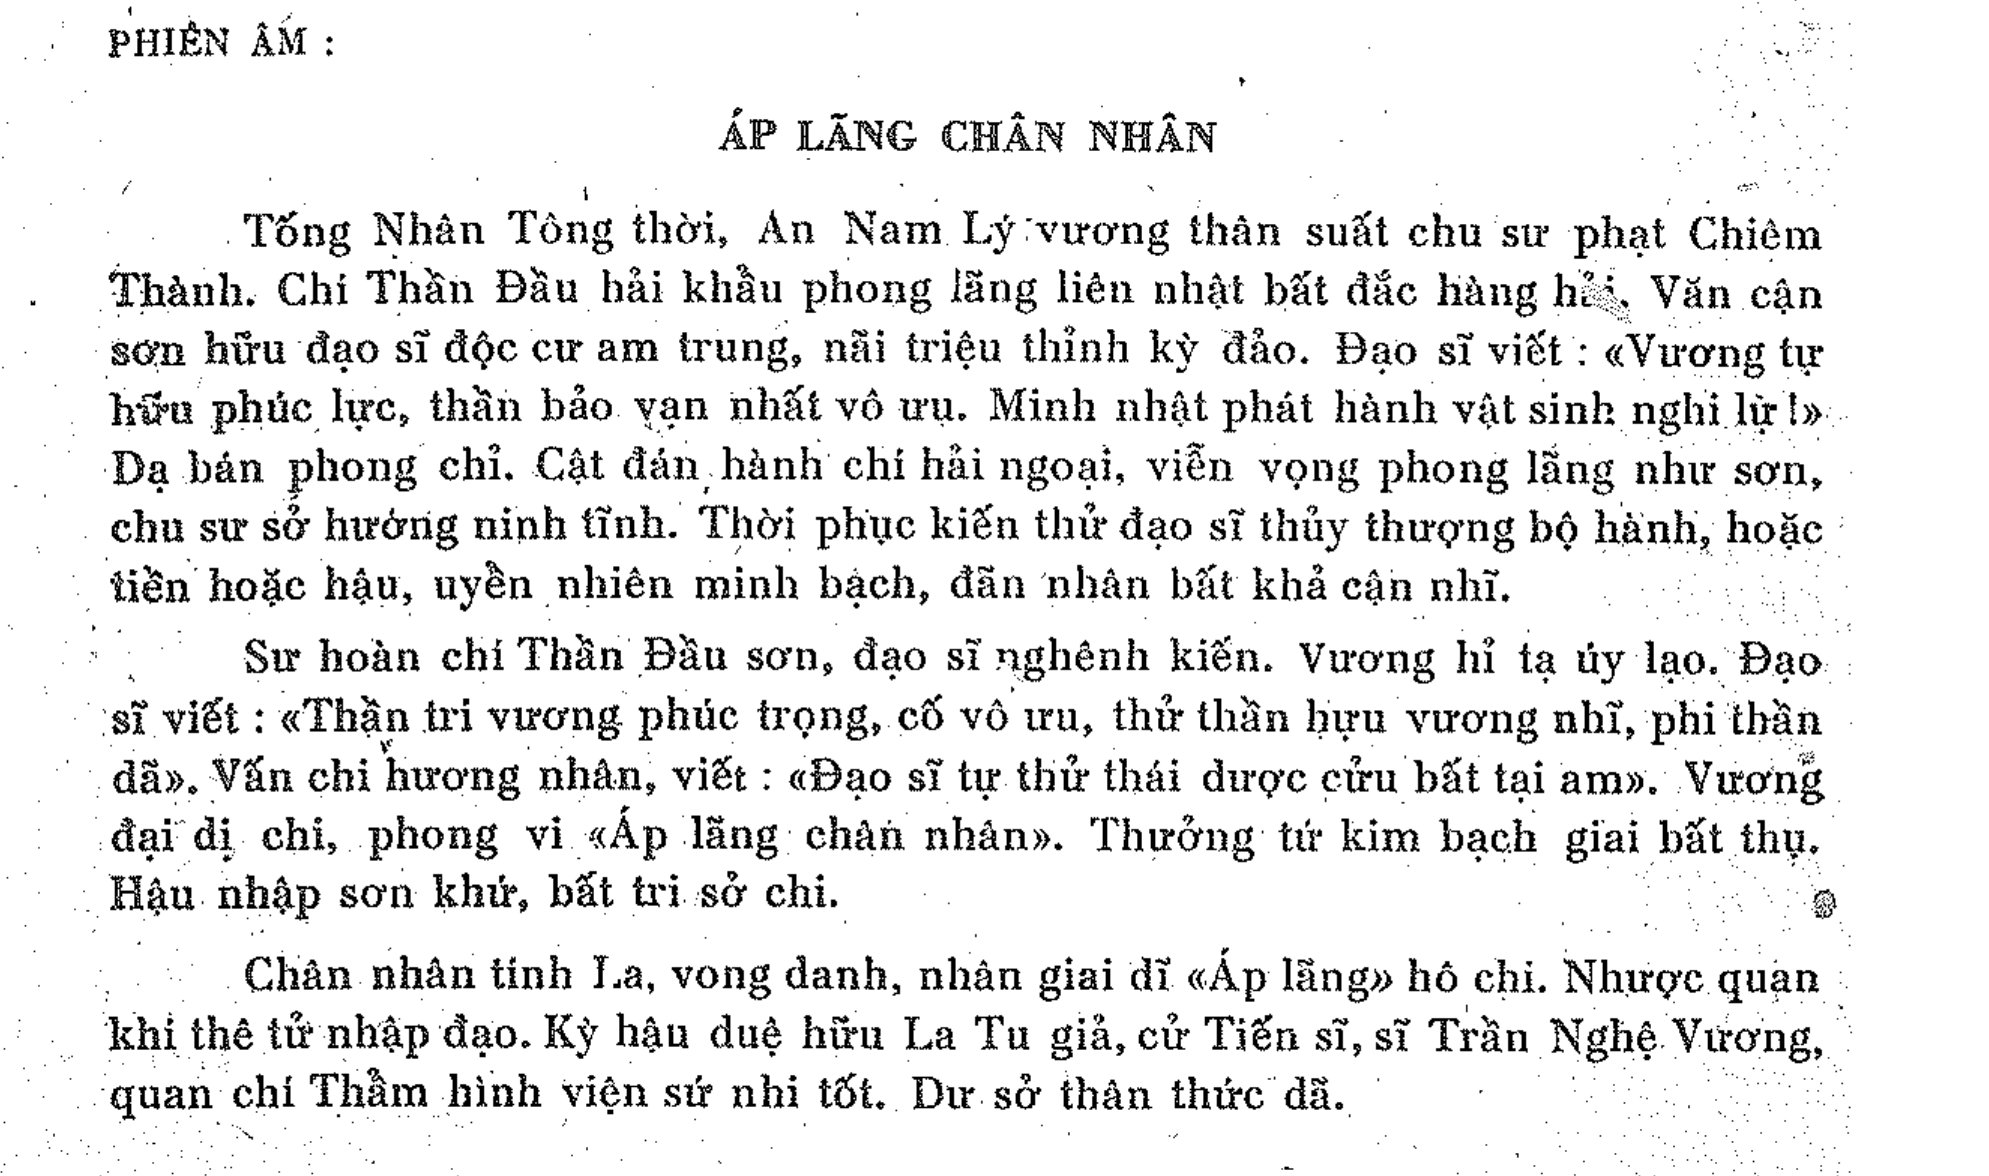 PHIÊN ÂM :
ÁP LÃNG CHÂN NHÂN
Tống Nhân Tông thời, An Nam Lý vương thân suất chu sư phạt Chiêm
Thành. Chí Thần Đầu hải khẩu phong lãng liên nhật bất đắc hàng hải. Văn cận
sơn hữu đạo sĩ độc cư am trung, nãi triệu thỉnh kỳ đảo. Đạo sĩ viết : «Vương tự
hữu phúc lực, thần bảo vạn nhất vô ưu. Minh nhật phát hành vật sinh nghi lự !»
Dạ bán phong chỉ. Cật đán hành chí hải ngoại, viễn vọng phong lẵng như sơn,
chu sư sở hướng ninh tĩnh. Thời phục kiến thử đạo sĩ thủy thượng bộ hành, hoặc
tiền hoặc hậu, uyền nhiên minh bạch, đãn nhân bất khả cận nhĩ.
Sư hoàn chí Thần Đầu sơn, đạo sĩ nghênh kiến. Vương hỉ tạ úy lạo. Đạo
sĩ viết : «Thần tri vương phúc trọng, cố vô ưu, thử thần hựu vương nhĩ, phi thần
dã». Vấn chi hương nhân, viết : «Đạo sĩ tự thử thái dược cửu bất tại am». Vương
đại dị chi, phong vi «Áp lãng chân nhân». Thưởng tứ kim bạch giai bất thụ.
Hậu nhập sơn khứ, bất tri sở chi.
Chân nhân tính La, vong danh, nhân giai dĩ «Áp lãng» hô chi. Nhược quan
khi thê tử nhập đạo. Kỳ hậu duệ hữu La Tu giả, cử Tiến sĩ, sĩ Trần Nghệ Vương,
quan chí Thẩm hình viện sứ nhi tốt. Dư sở thân thức dã.